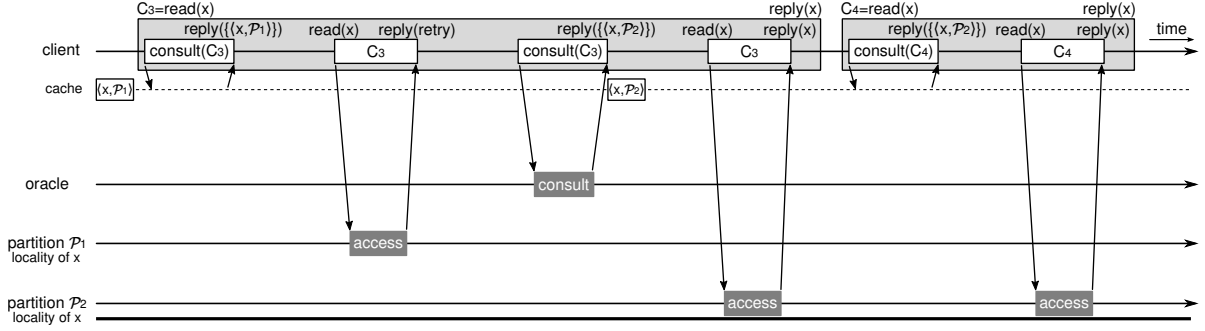 C3=read(x) reply(x) C4=read(x) reply(x)
reply({⟨x,𝒫1⟩}) read(x) reply(retry) reply({⟨x,𝒫2⟩}) read(x) reply(x) reply({⟨x,𝒫2⟩}) read(x) reply(x) time
client consult(C3) C3 consult(C3) C3 consult(C4) C4
cache ⟨x,𝒫1⟩ ⟨x,𝒫2⟩
oracle consult
partition 𝒫1 access
locality of x
partition 𝒫2 access access
locality of x